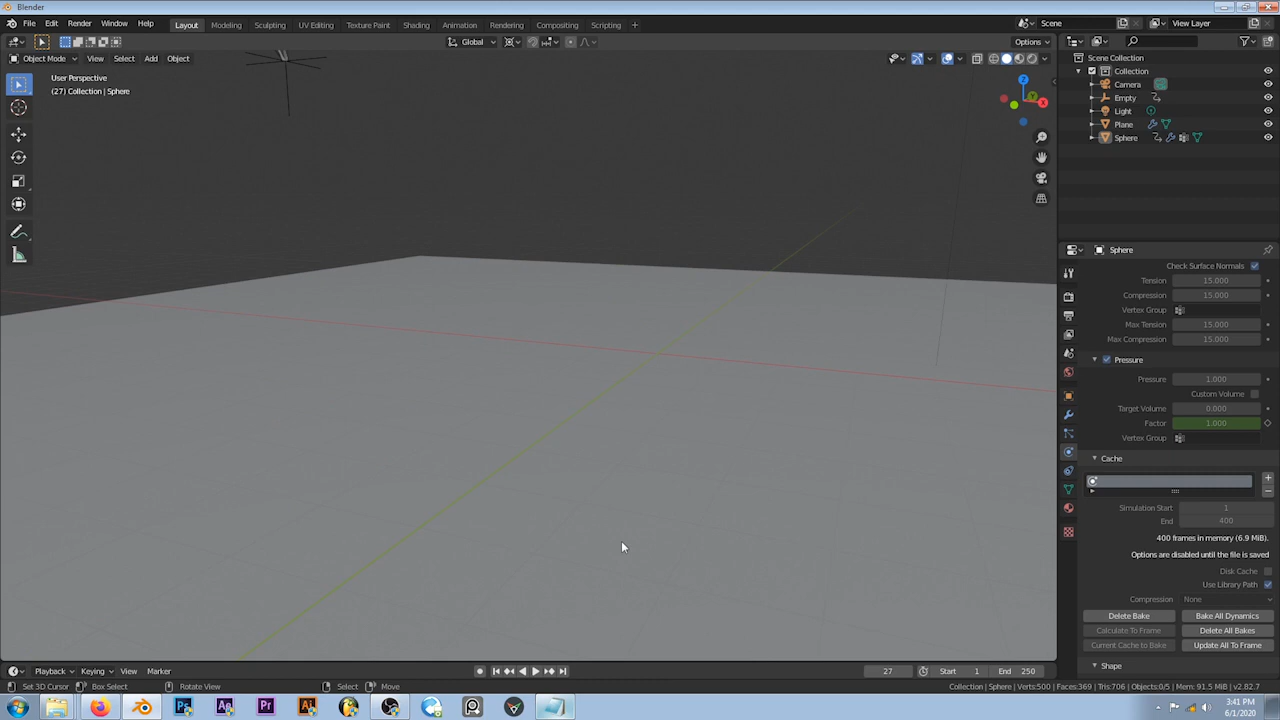 Blender
File Edit Render Window Help
Layout Modeling Sculpting UV Editing Texture Paint Shading Animation Rendering Compositing Scripting +
Scene
View Layer
Global
Options
Object Mode View Select Add Object
User Perspective
(27) Collection | Sphere
Z
Y
X
Scene Collection
Collection
Camera
Empty
Light
Plane
Sphere
Sphere
Check Surface Normals
Tension 15.000
Compression 15.000
Vertex Group
Max Tension 15.000
Max Compression 15.000
Pressure
Pressure 1.000
Custom Volume
Target Volume 0.000
Factor 1.000
Vertex Group
Cache
Simulation Start 1
End 400
400 frames in memory (6.9 MiB).
Options are disabled until the file is saved
Disk Cache
Use Library Path
Compression None
Delete Bake Bake All Dynamics
Calculate To Frame Delete All Bakes
Current Cache to Bake Update All To Frame
Shape
Playback Keying View Marker
27 Start 1 End 250
Set 3D Cursor Box Select Rotate View Select Move
Collection | Sphere | Verts:500 | Faces:369 | Tris:706 | Objects:0/5 | Mem: 91.5 MiB | v2.82.7
Ps Ae Pr Ai
3:41 PM
6/1/2020